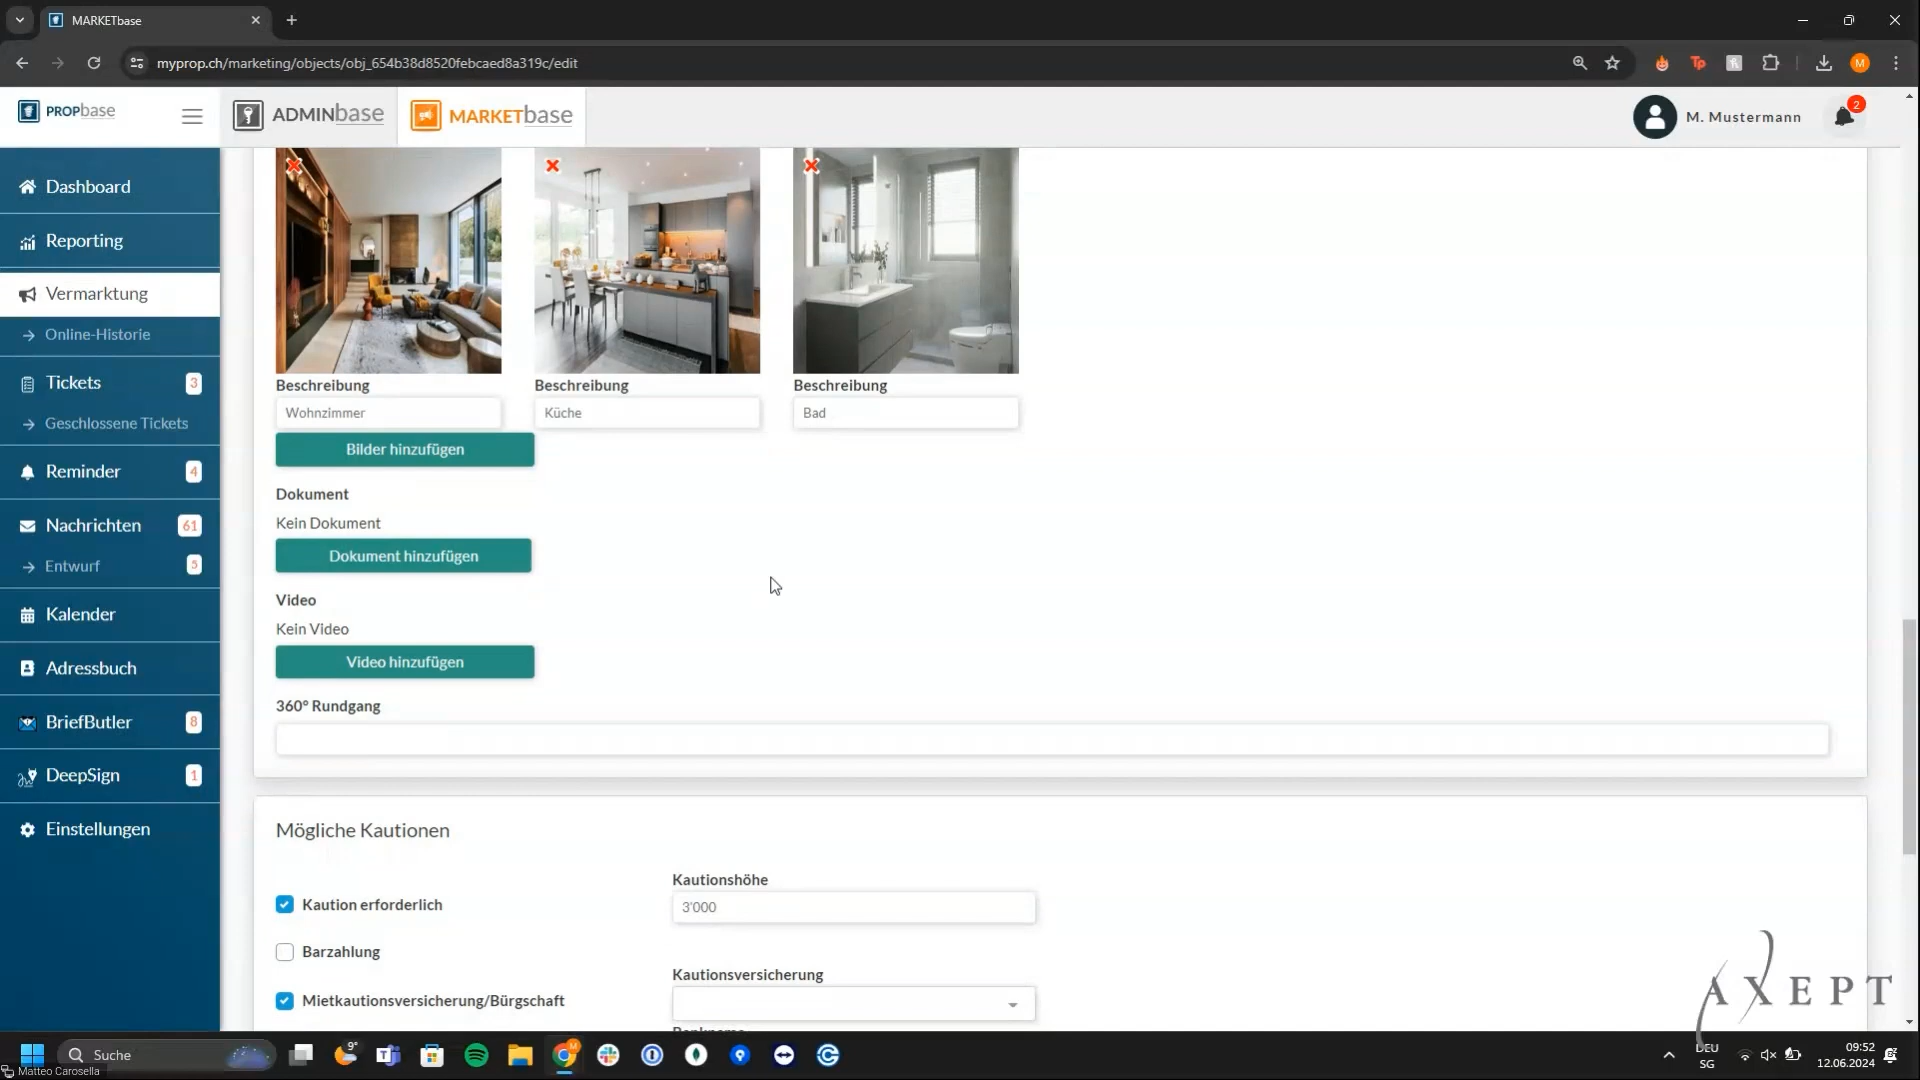 MARKETbase
myprop.ch/marketing/objects/obj_654b38d8520febcaed8a319c/edit
PROPbase
ADMINbase
MARKETbase
M. Mustermann
2
Dashboard
Reporting
Vermarktung
Online-Historie
Tickets 3
Geschlossene Tickets
Reminder 4
Nachrichten 61
Entwurf 5
Kalender
Adressbuch
BriefButler 8
DeepSign 1
Einstellungen
Beschreibung Beschreibung Beschreibung
Wohnzimmer Küche Bad
Bilder hinzufügen
Dokument
Kein Dokument
Dokument hinzufügen
Video
Kein Video
Video hinzufügen
360° Rundgang
Mögliche Kautionen
Kautionshöhe
Kaution erforderlich
3'000
Barzahlung
Kautionsversicherung
Mietkautionsversicherung/Bürgschaft
AXEPT
Suche
9°
DEU
SG
09:52
12.06.2024
Matteo Carosella